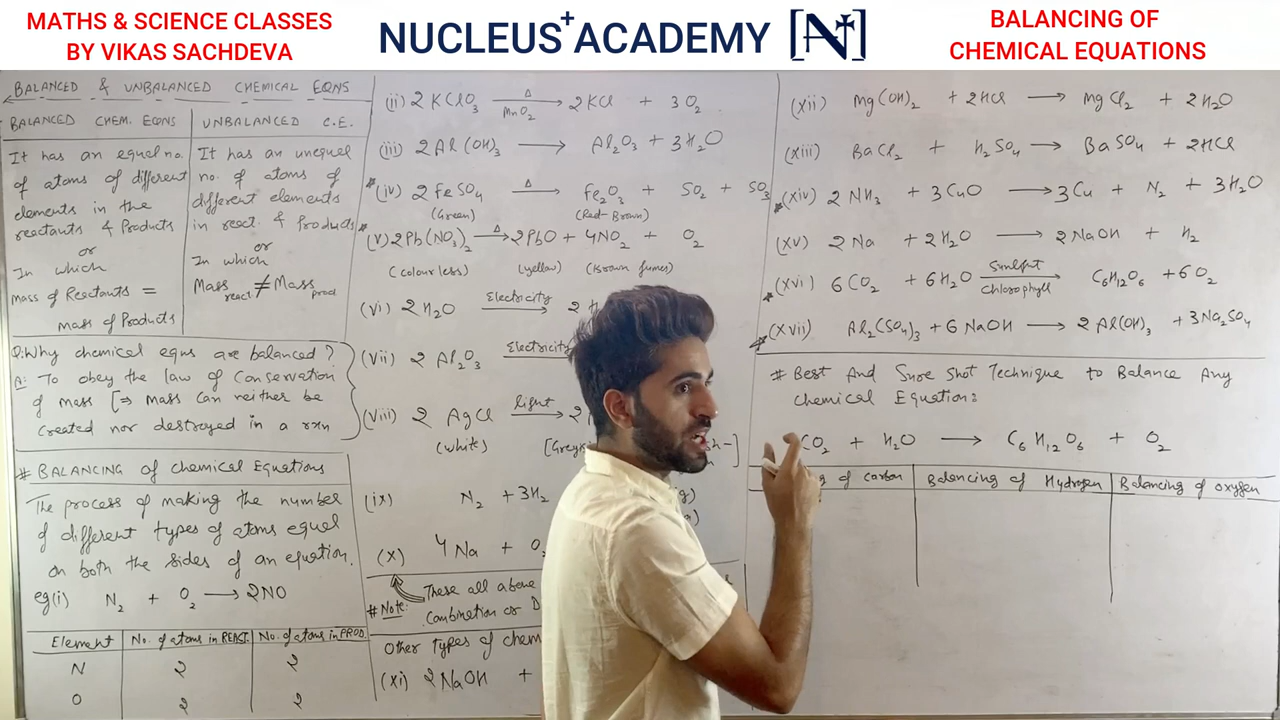 MATHS & SCIENCE CLASSES
BY VIKAS SACHDEVA
NUCLEUS+ ACADEMY [N]
BALANCING OF
CHEMICAL EQUATIONS
BALANCED & UNBALANCED CHEMICAL EQNS
BALANCED CHEM. EQNS
It has an equal no.
of atoms of different
elements in the
reactants & Products
or
In which
Mass of Reactants =
mass of Products
UNBALANCED C.E.
It has an unequal
no. of atoms of
different elements
in react. & Products
or
In which
Mass react ≠ Mass prod
Q: Why chemical eqns are balanced?
A: To obey the law of Conservation
of mass [⇒ Mass can neither be
created nor destroyed in a rxn
# BALANCING of chemical Equations
The process of making the number
of different types of atoms equal
on both the sides of an equation.
eg(i) N₂ + O₂ → 2NO
Element | No. of atoms in REACT. | No. of atoms in PROD.
N 2 2
O 2 2
(ii) 2KClO₃ →(Δ, MnO₂) 2KCl + 3O₂
(iii) 2Al(OH)₃ → Al₂O₃ + 3H₂O
*(iv) 2FeSO₄ →(Δ) Fe₂O₃ + SO₂ + SO₃
(Green) (Red-Brown)
*(v) 2Pb(NO₃)₂ →(Δ) 2PbO + 4NO₂ + O₂
(colourless) (yellow) (Brown fumes)
(vi) 2H₂O →(Electricity) 2H
(vii) 2Al₂O₃ →(Electricity)
(viii) 2AgCl →(light) 2
(white) [Greyish-]
(ix) N₂ + 3H₂ g)
(x) 4Na + O₂
# Note: These all above
Combination or D
Other types of chem
(xi) 2NaOH +
(xii) Mg(OH)₂ + 2HCl → MgCl₂ + 2H₂O
(xiii) BaCl₂ + H₂SO₄ → BaSO₄ + 2HCl
*(xiv) 2NH₃ + 3CuO → 3Cu + N₂ + 3H₂O
(xv) 2Na + 2H₂O → 2NaOH + H₂
*(xvi) 6CO₂ + 6H₂O →(Sunlight, Chlorophyll) C₆H₁₂O₆ + 6O₂
*(xvii) Al₂(SO₄)₃ + 6NaOH → 2Al(OH)₃ + 3Na₂SO₄
# Best And Sure Shot Technique to Balance Any
Chemical Equation:
CO₂ + H₂O → C₆H₁₂O₆ + O₂
of carbon | Balancing of Hydrogen | Balancing of oxygen